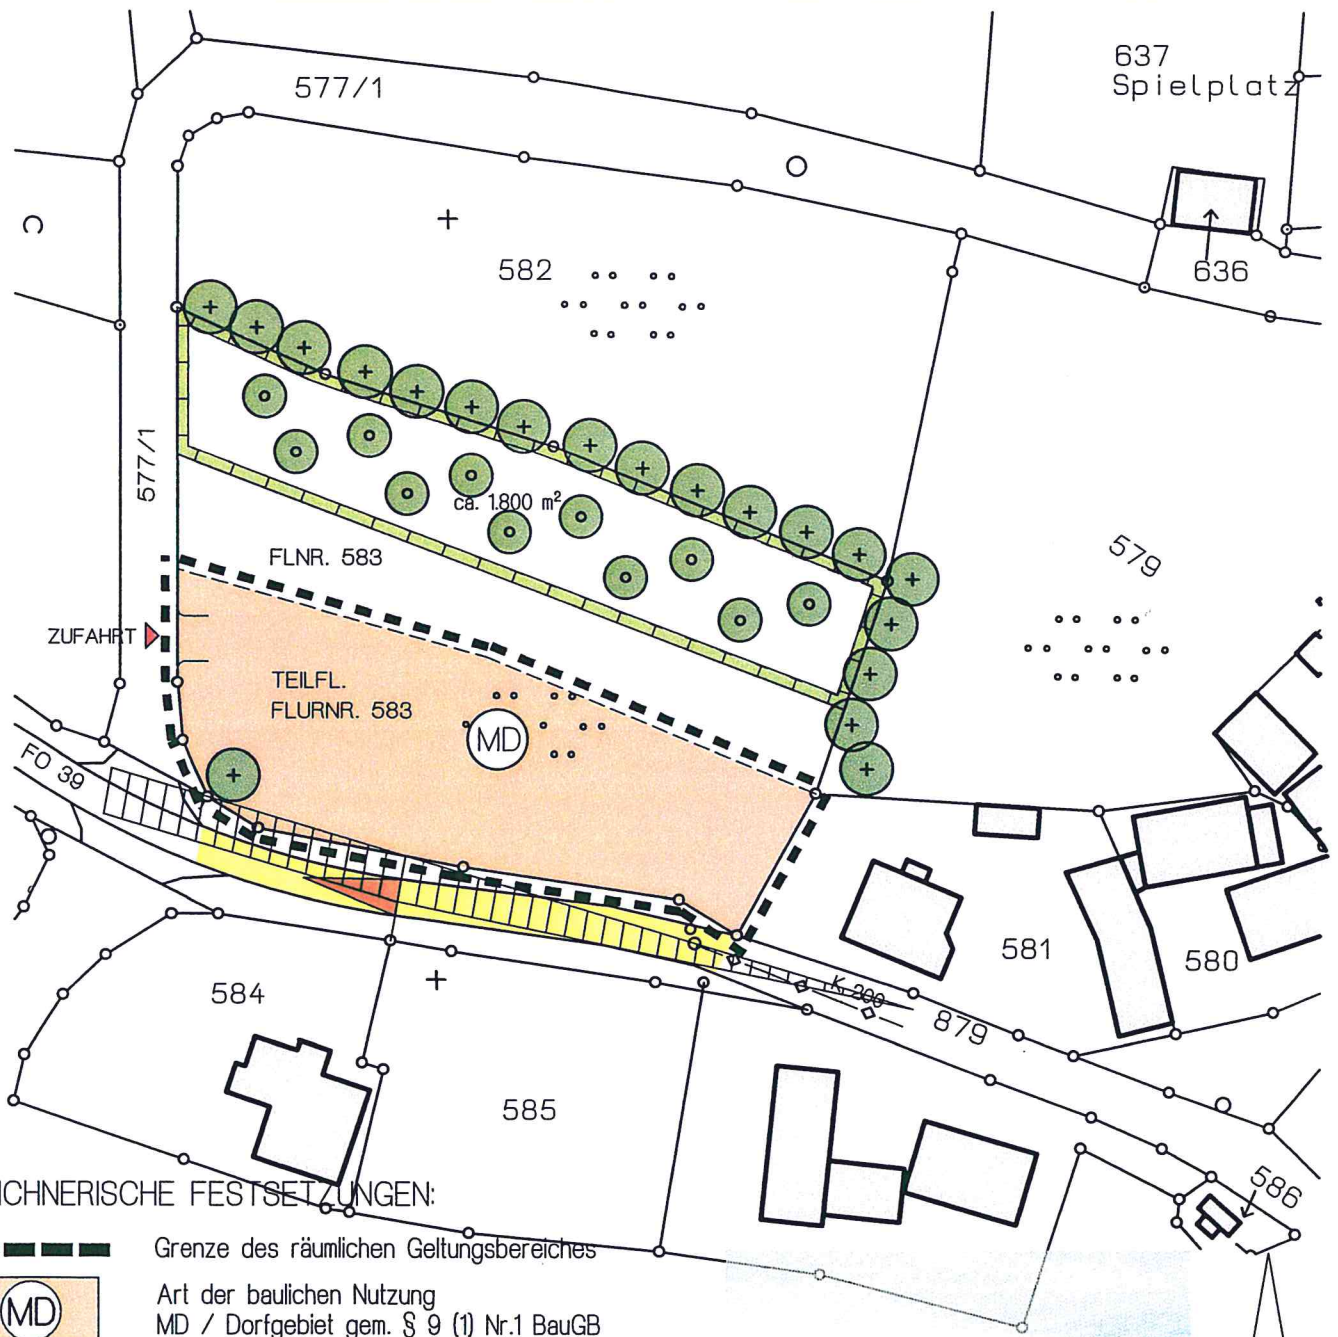 577/1
637
Spielplatz
636
582
577/1
ca. 1.800 m²
FLNR. 583
579
ZUFAHRT
TEILFL.
FLURNR. 583
MD
FO 39
581
580
584
K 200
879
585
586
ICHNERISCHE FESTSETZUNGEN:
Grenze des räumlichen Geltungsbereiches
MD
Art der baulichen Nutzung
MD / Dorfgebiet gem. § 9 (1) Nr.1 BauGB